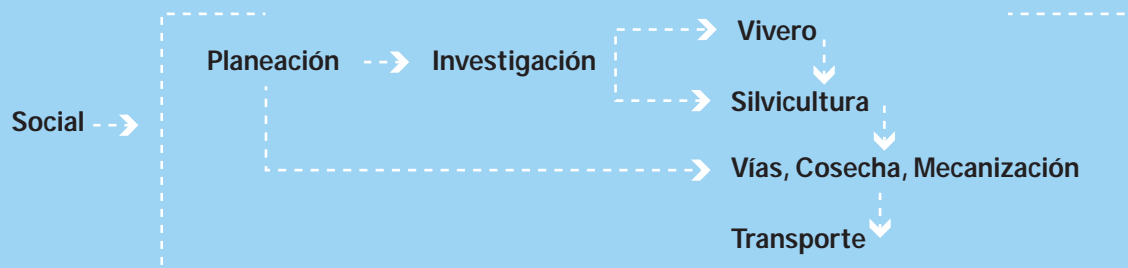 Vivero
Planeación Investigación
Silvicultura
Social
Vías, Cosecha, Mecanización
Transporte